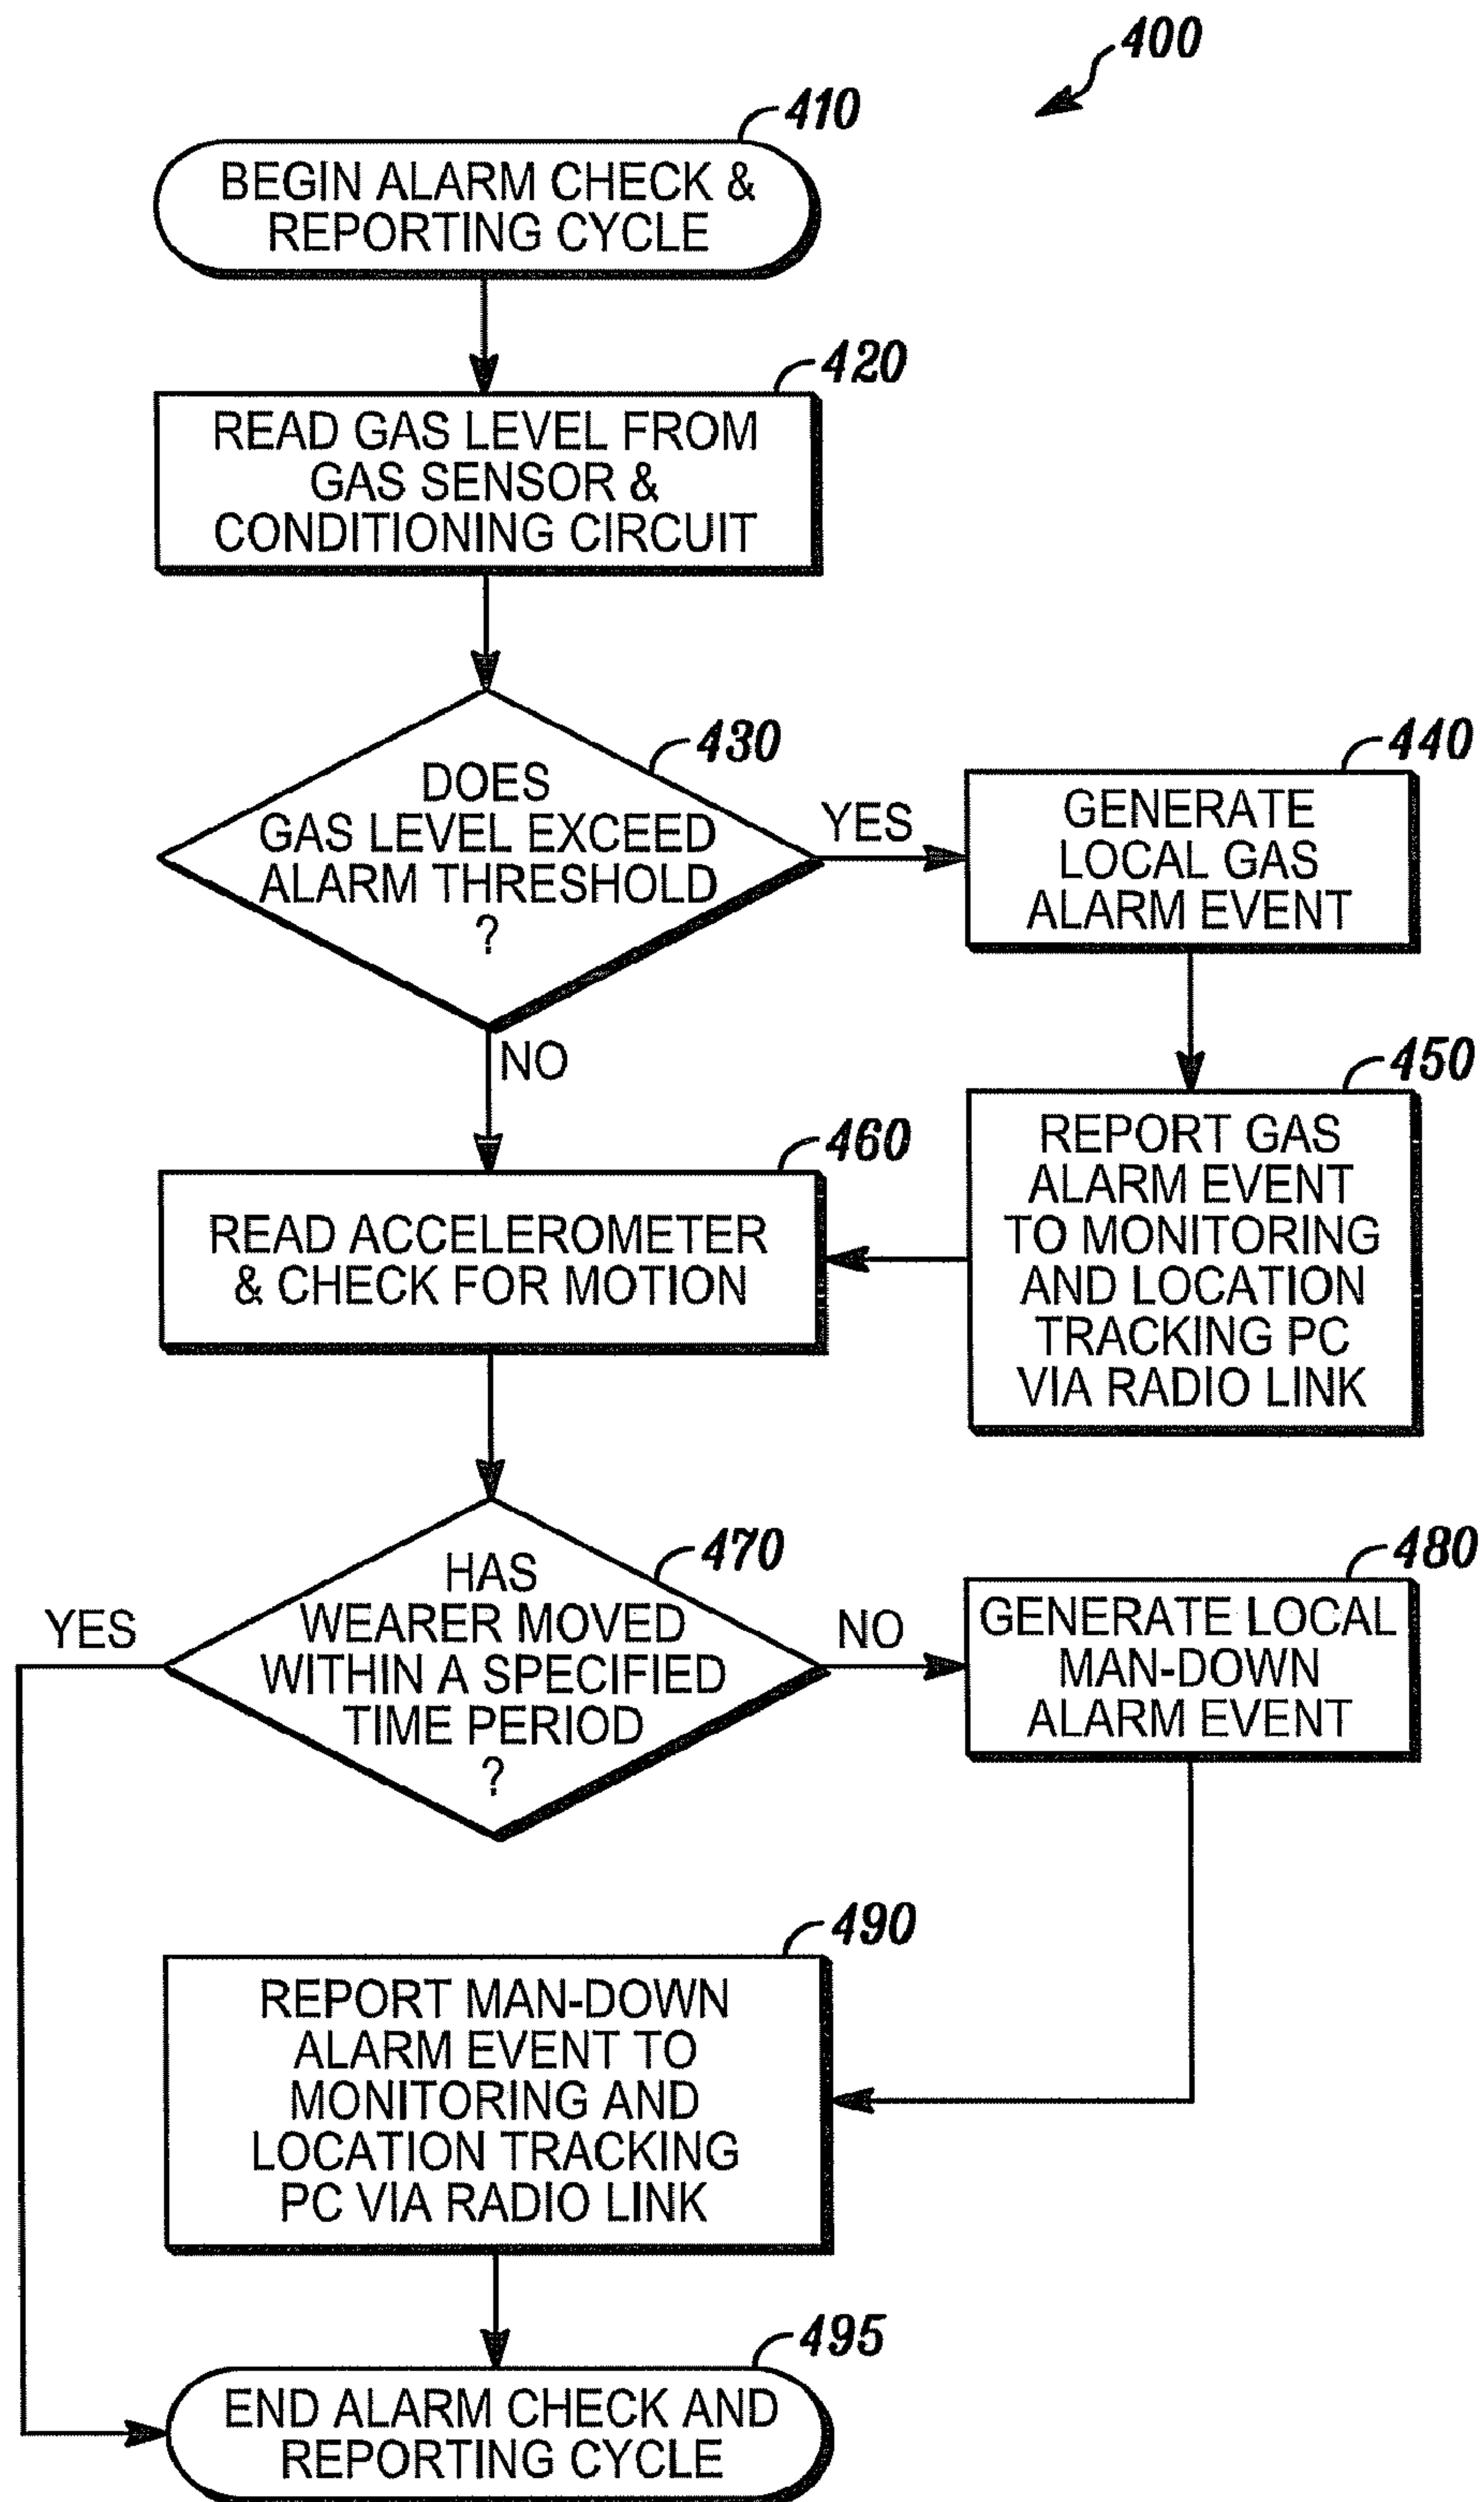 400
410
BEGIN ALARM CHECK &
REPORTING CYCLE
420
READ GAS LEVEL FROM
GAS SENSOR &
CONDITIONING CIRCUIT
430
DOES
GAS LEVEL EXCEED
ALARM THRESHOLD
?
YES
NO
440
GENERATE
LOCAL GAS
ALARM EVENT
450
REPORT GAS
ALARM EVENT
TO MONITORING
AND LOCATION
TRACKING PC
VIA RADIO LINK
460
READ ACCELEROMETER
& CHECK FOR MOTION
470
HAS
WEARER MOVED
WITHIN A SPECIFIED
TIME PERIOD
?
YES
NO
480
GENERATE LOCAL
MAN-DOWN
ALARM EVENT
490
REPORT MAN-DOWN
ALARM EVENT TO
MONITORING AND
LOCATION TRACKING
PC VIA RADIO LINK
495
END ALARM CHECK AND
REPORTING CYCLE